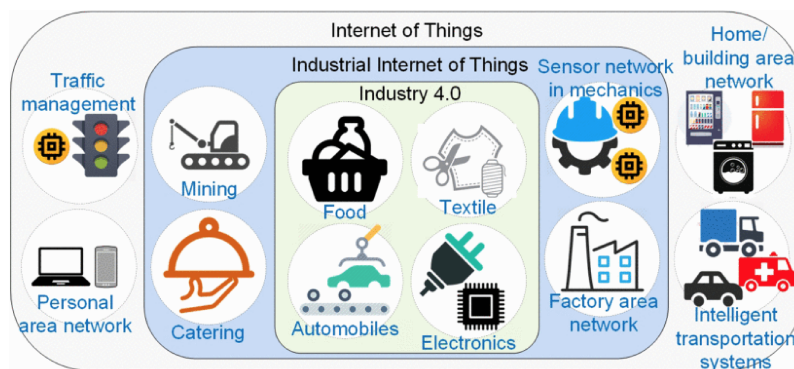 Internet of Things
Industrial Internet of Things
Industry 4.0
Traffic
management
Personal
area network
Mining
Catering
Food
Textile
Automobiles
Electronics
Sensor network
in mechanics
Factory area
network
Home/
building area
network
Intelligent
transportation
systems